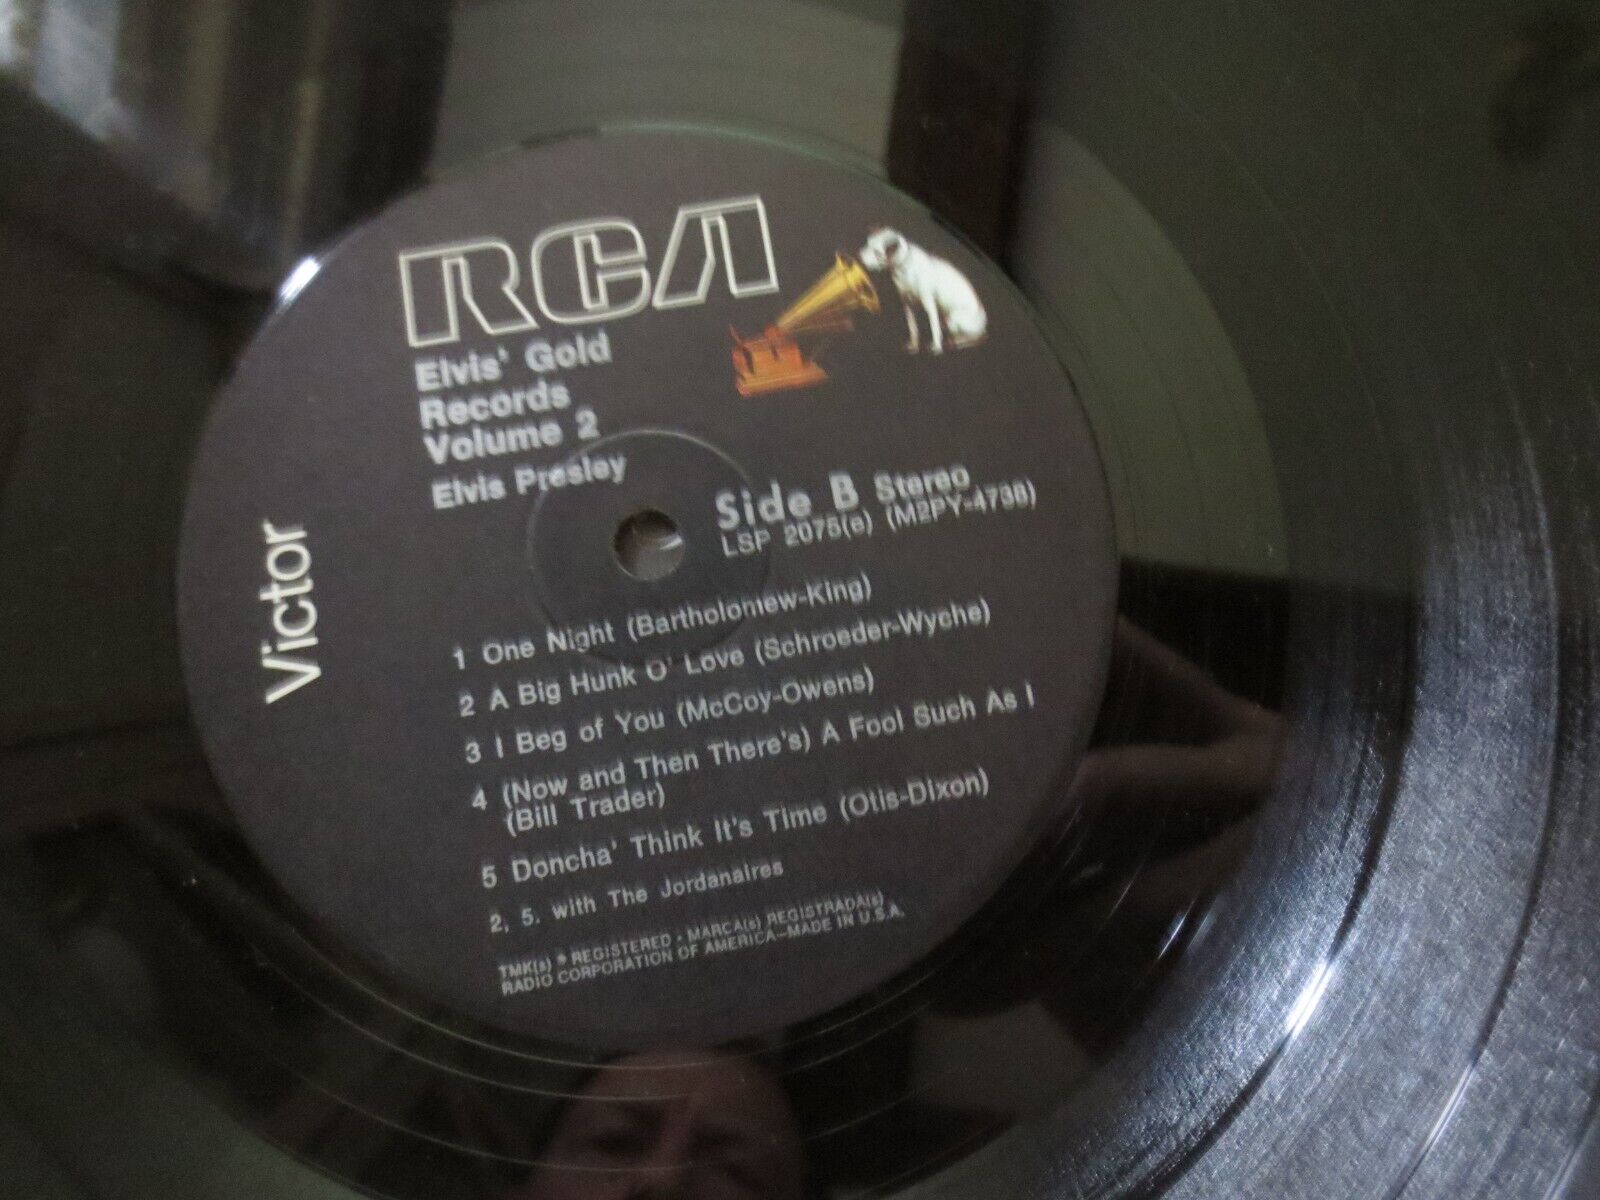 RCA
Elvis' Gold
Records
Volume 2
Elvis Presley
Victor
Side B Stereo
LSP 2075(e) (M2PY-4738)
1 One Night (Bartholomew-King)
2 A Big Hunk O' Love (Schroeder-Wyche)
3 I Beg of You (McCoy-Owens)
4 (Now and Then There's) A Fool Such As I
(Bill Trader)
5 Doncha' Think It's Time (Otis-Dixon)
2, 5. with The Jordanaires
TMK(s) ® REGISTERED • MARCA(s) REGISTRADA(s)
RADIO CORPORATION OF AMERICA—MADE IN U.S.A.